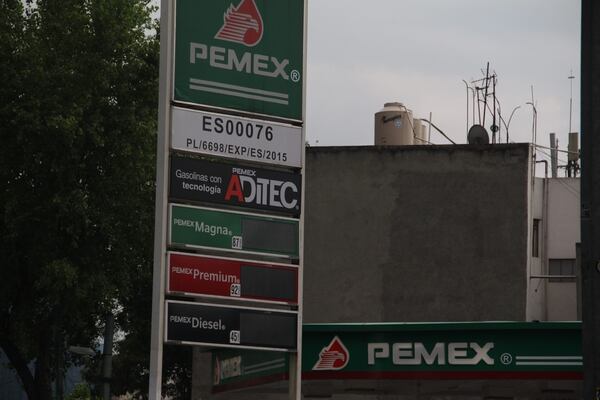 PEMEX®
ES00076
PL/6698/EXP/ES/2015
Gasolinas con tecnología
PEMEX
ADiTEC®
PEMEX Magna®
87
PEMEX Premium®
92
PEMEX Diesel®
45
PEMEX®